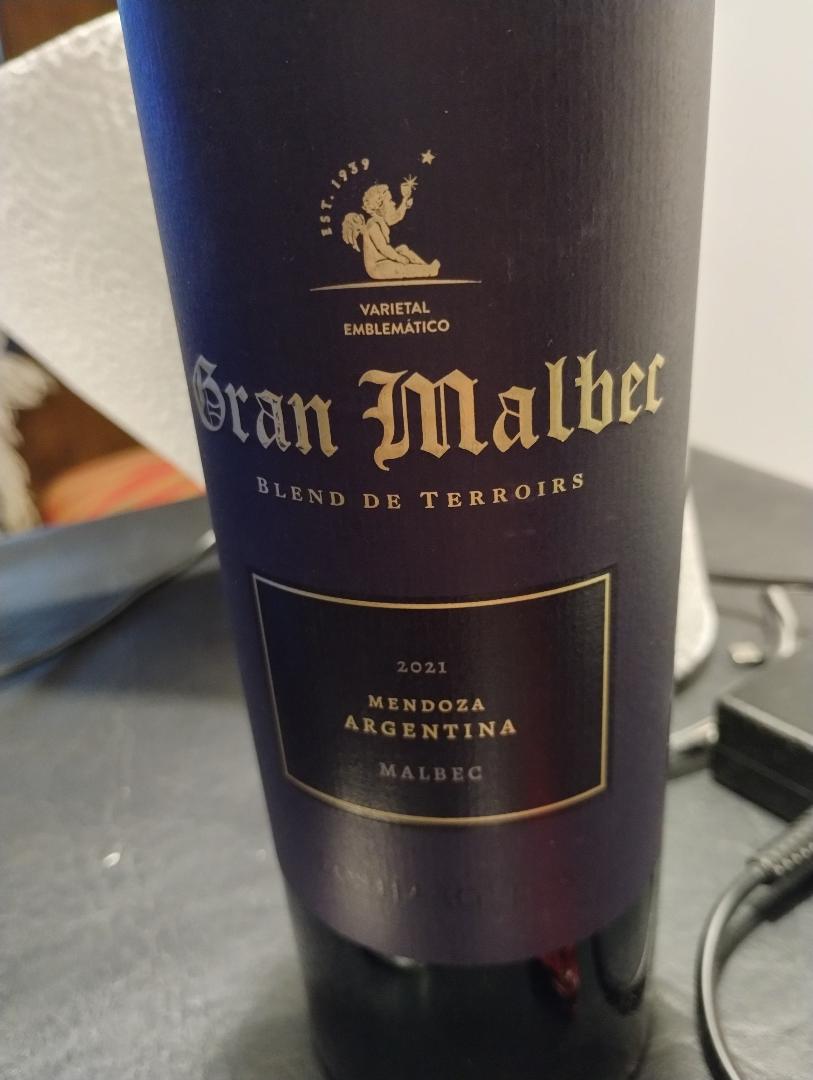 EST. 1939
VARIETAL
EMBLEMÁTICO
Gran Malbec
BLEND DE TERROIRS
2021
MENDOZA
ARGENTINA
MALBEC